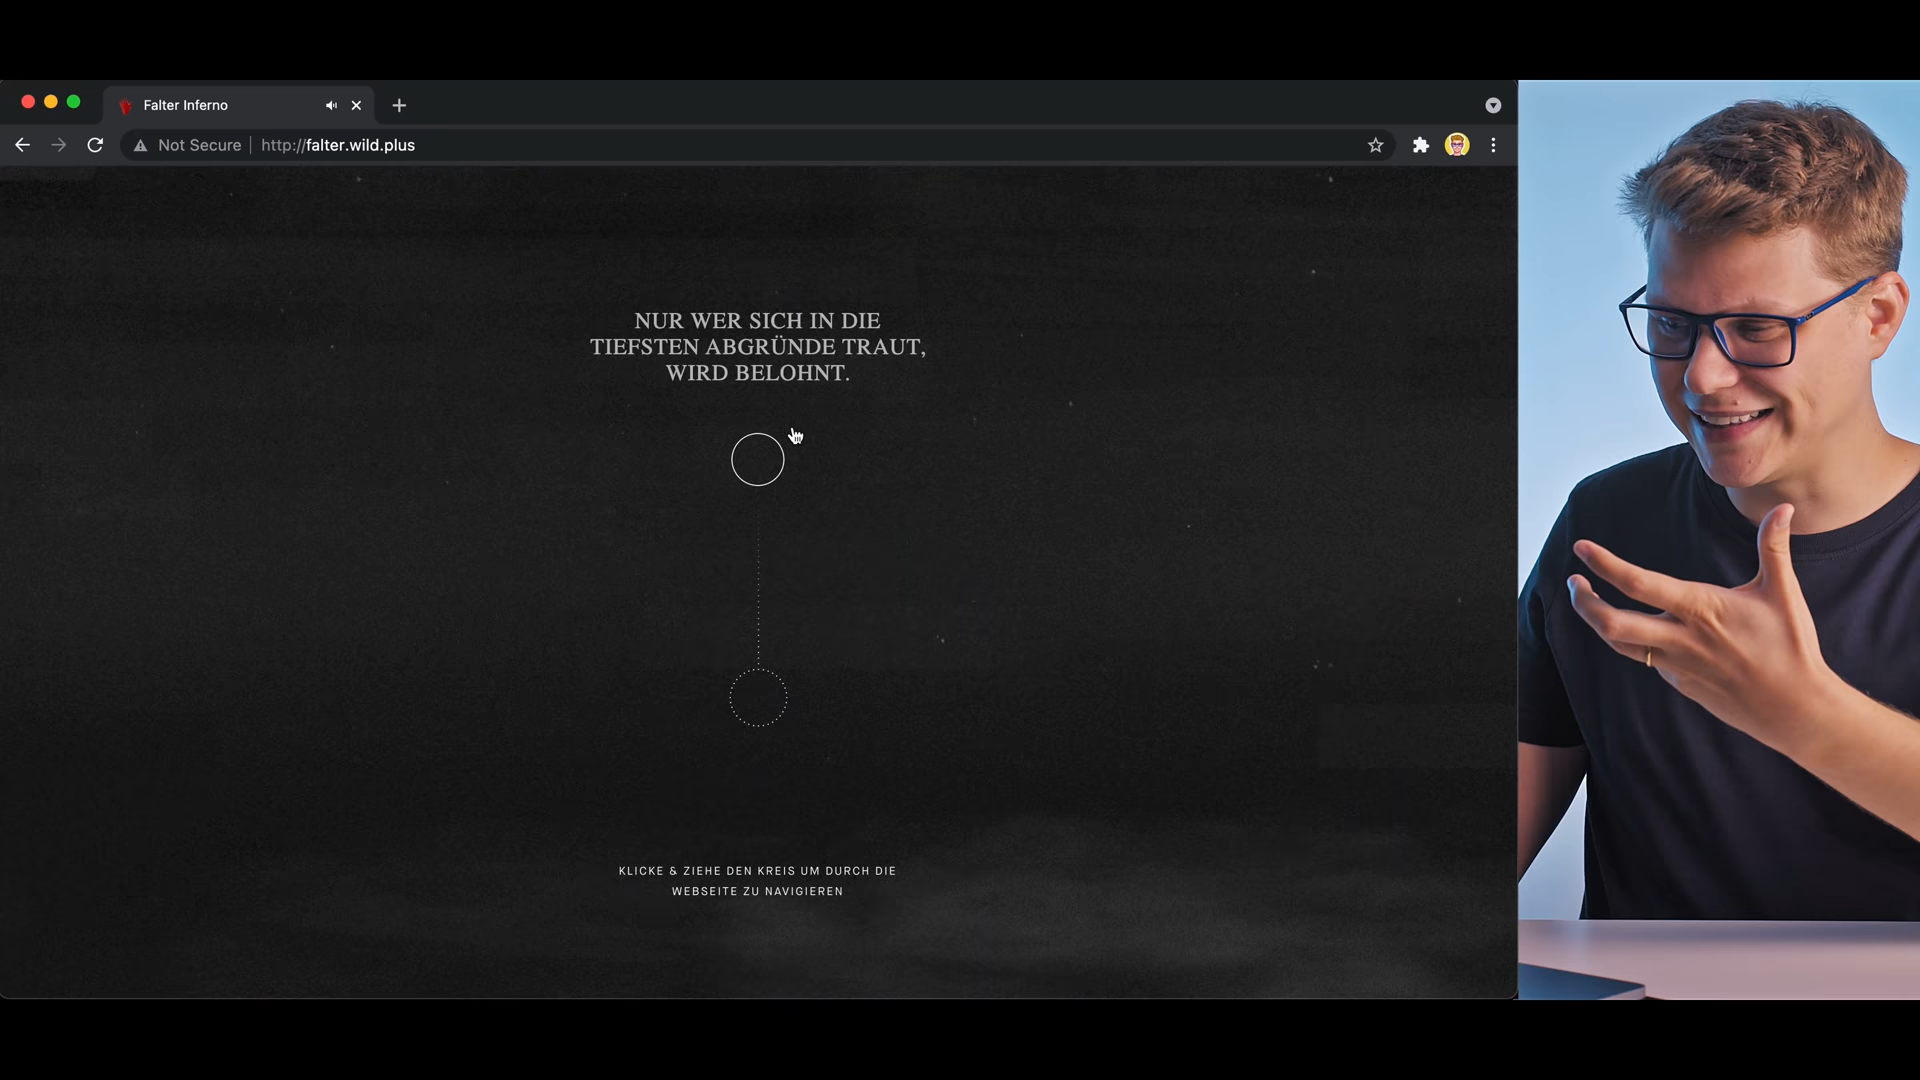 Falter Inferno
Not Secure | http://falter.wild.plus
NUR WER SICH IN DIE
TIEFSTEN ABGRÜNDE TRAUT,
WIRD BELOHNT.
KLICKE & ZIEHE DEN KREIS UM DURCH DIE
WEBSEITE ZU NAVIGIEREN